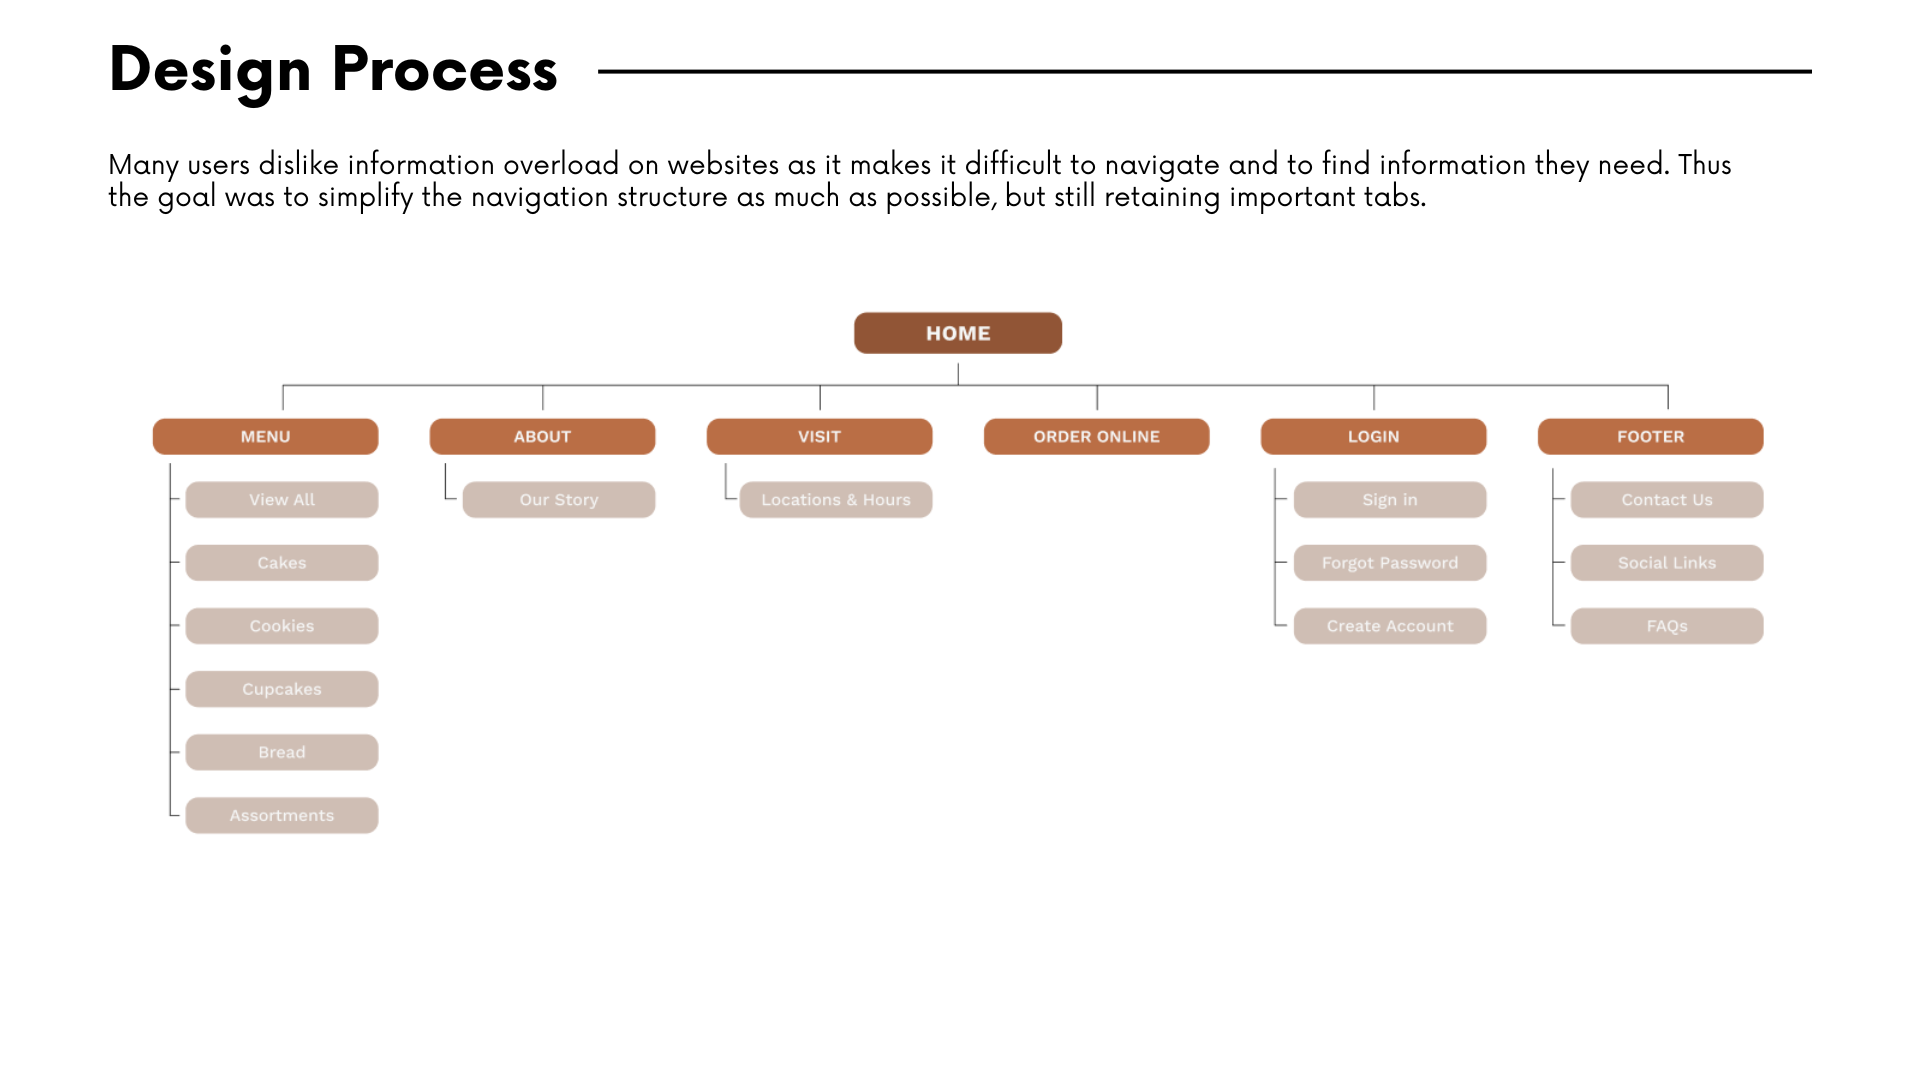 Design Process
Many users dislike information overload on websites as it makes it difficult to navigate and to find information they need. Thus
the goal was to simplify the navigation structure as much as possible, but still retaining important tabs.
HOME
MENU
View All
Cakes
Cookies
Cupcakes
Bread
Assortments
ABOUT
Our Story
VISIT
Locations & Hours
ORDER ONLINE
LOGIN
Sign in
Forgot Password
Create Account
FOOTER
Contact Us
Social Links
FAQs